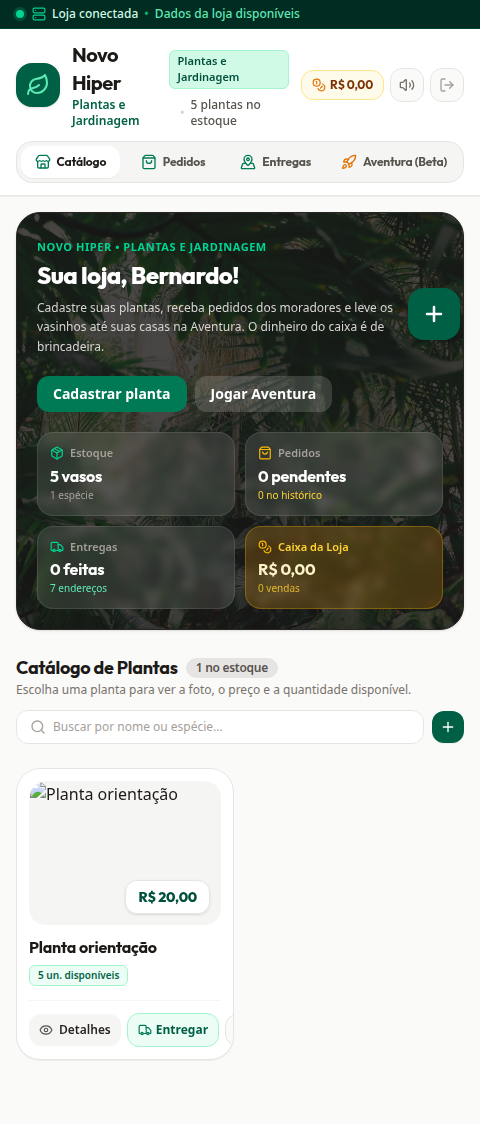 Loja conectada • Dados da loja disponíveis
Novo
Hiper
Plantas e
Jardinagem
Plantas e
Jardinagem
• 5 plantas no
estoque
R$ 0,00
Catálogo
Pedidos
Entregas
Aventura (Beta)
NOVO HIPER • PLANTAS E JARDINAGEM
Sua loja, Bernardo!
Cadastre suas plantas, receba pedidos dos moradores e leve os
vasinhos até suas casas na Aventura. O dinheiro do caixa é de
brincadeira.
Cadastrar planta
Jogar Aventura
Estoque
5 vasos
1 espécie
Pedidos
0 pendentes
0 no histórico
Entregas
0 feitas
7 endereços
Caixa da Loja
R$ 0,00
0 vendas
Catálogo de Plantas
1 no estoque
Escolha uma planta para ver a foto, o preço e a quantidade disponível.
Buscar por nome ou espécie...
Planta orientação
R$ 20,00
Planta orientação
5 un. disponíveis
Detalhes
Entregar